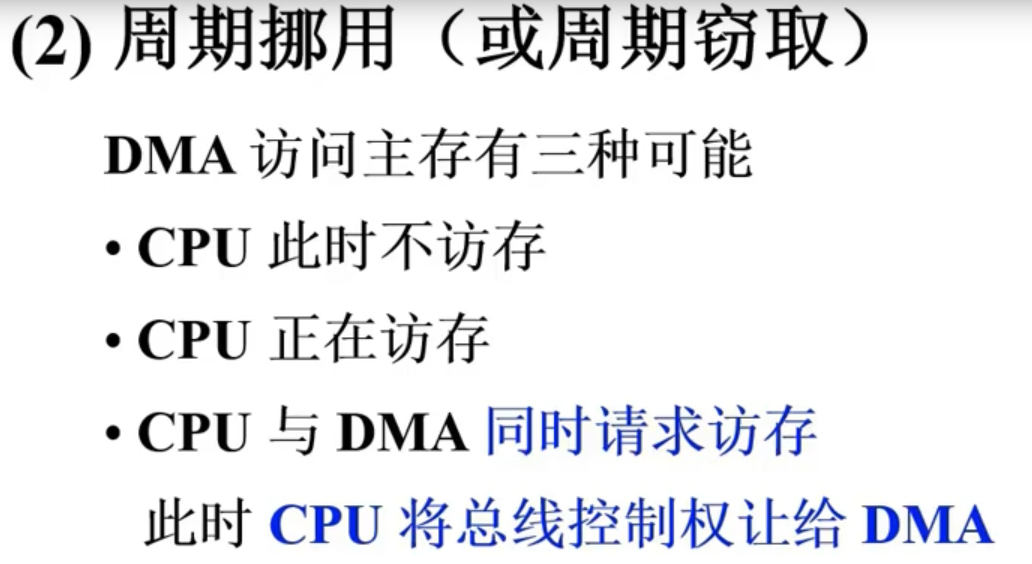 (2) 周期挪用（或周期窃取）
DMA 访问主存有三种可能
• CPU 此时不访存
• CPU 正在访存
• CPU 与 DMA 同时请求访存
此时 CPU 将总线控制权让给 DMA